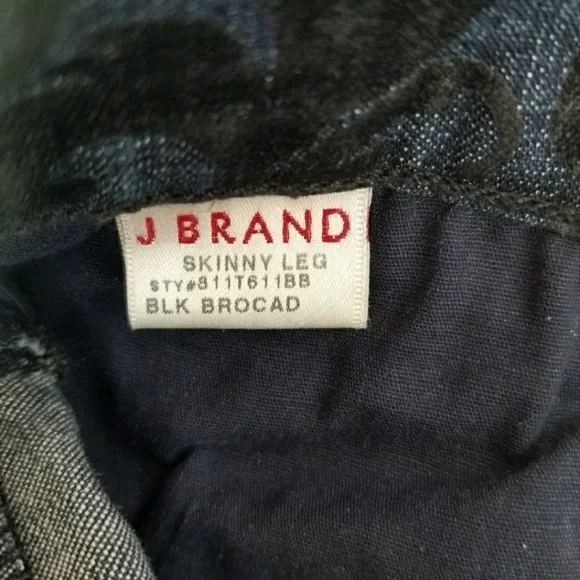 J BRAND
SKINNY LEG
STY#811T611BB
BLK BROCAD